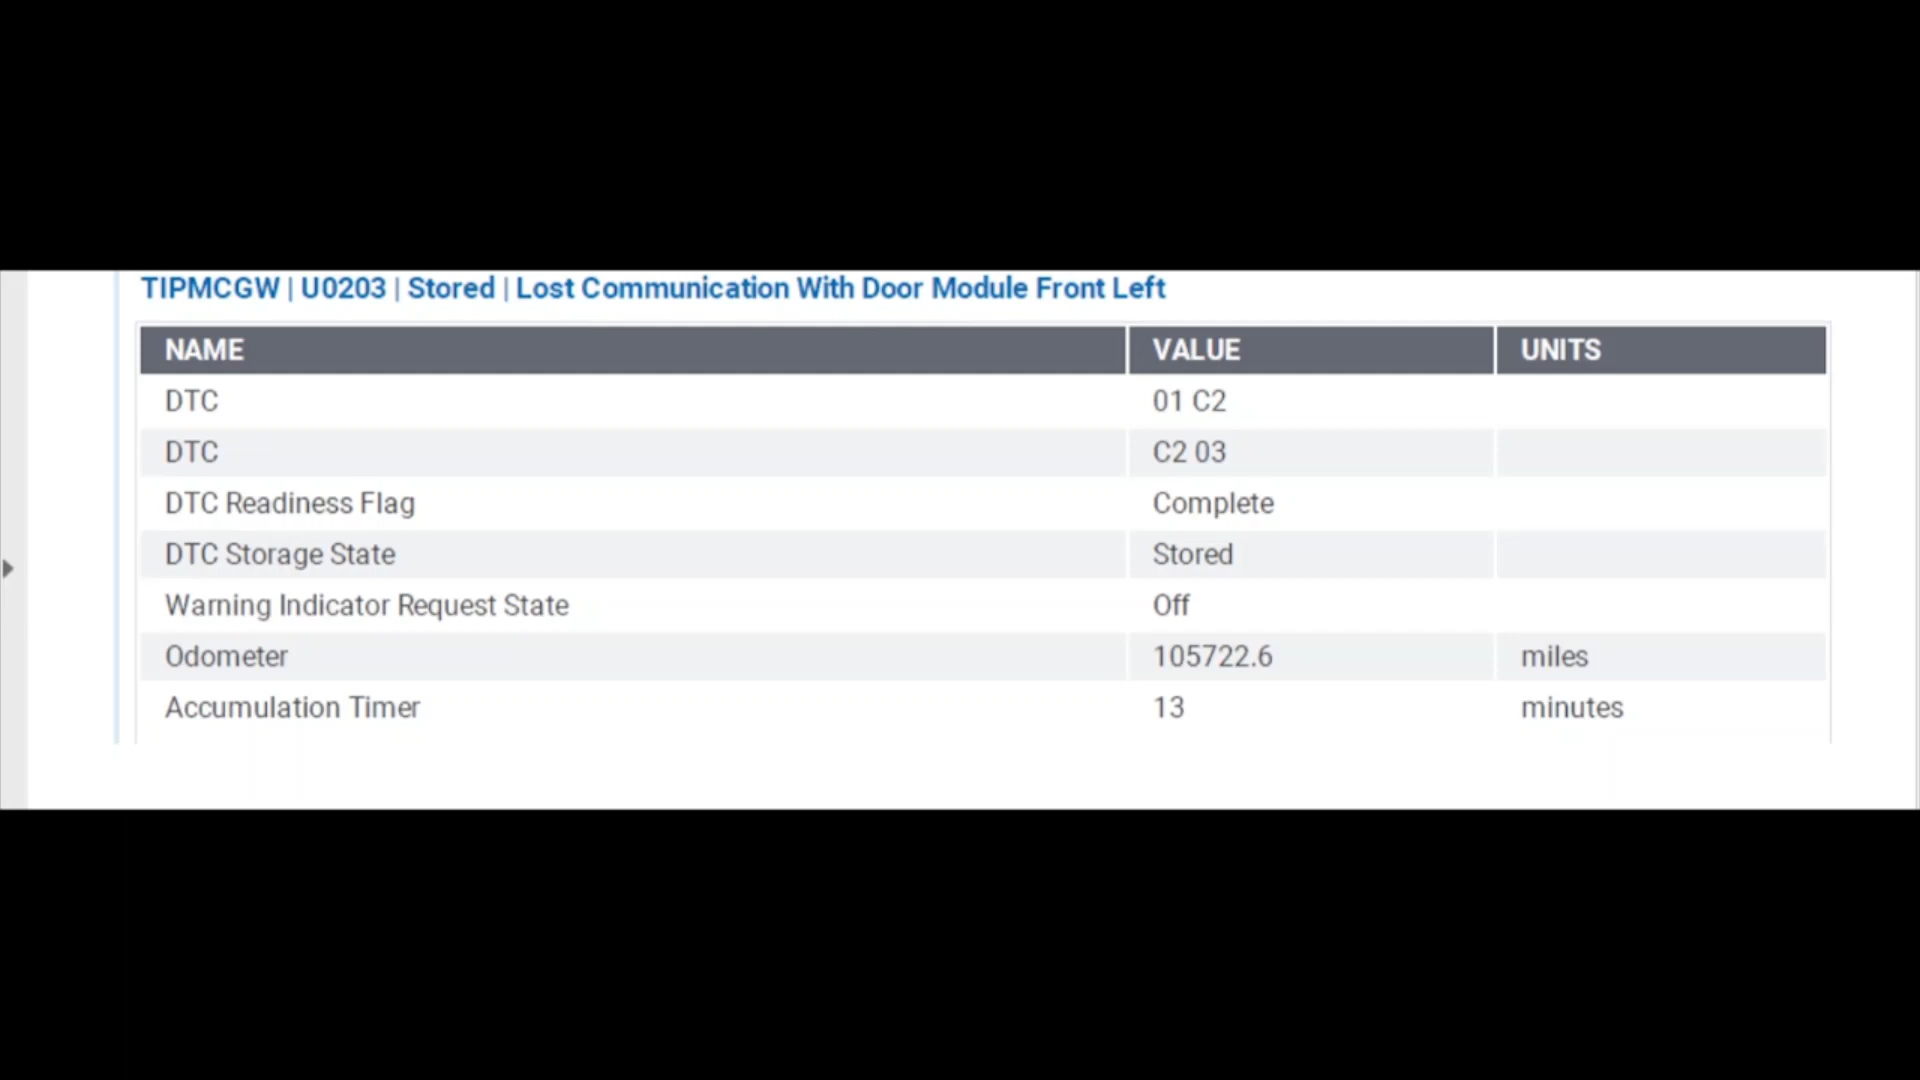 TIPMCGW | U0203 | Stored | Lost Communication With Door Module Front Left
NAME VALUE UNITS
DTC 01 C2
DTC C2 03
DTC Readiness Flag Complete
DTC Storage State Stored
Warning Indicator Request State Off
Odometer 105722.6 miles
Accumulation Timer 13 minutes